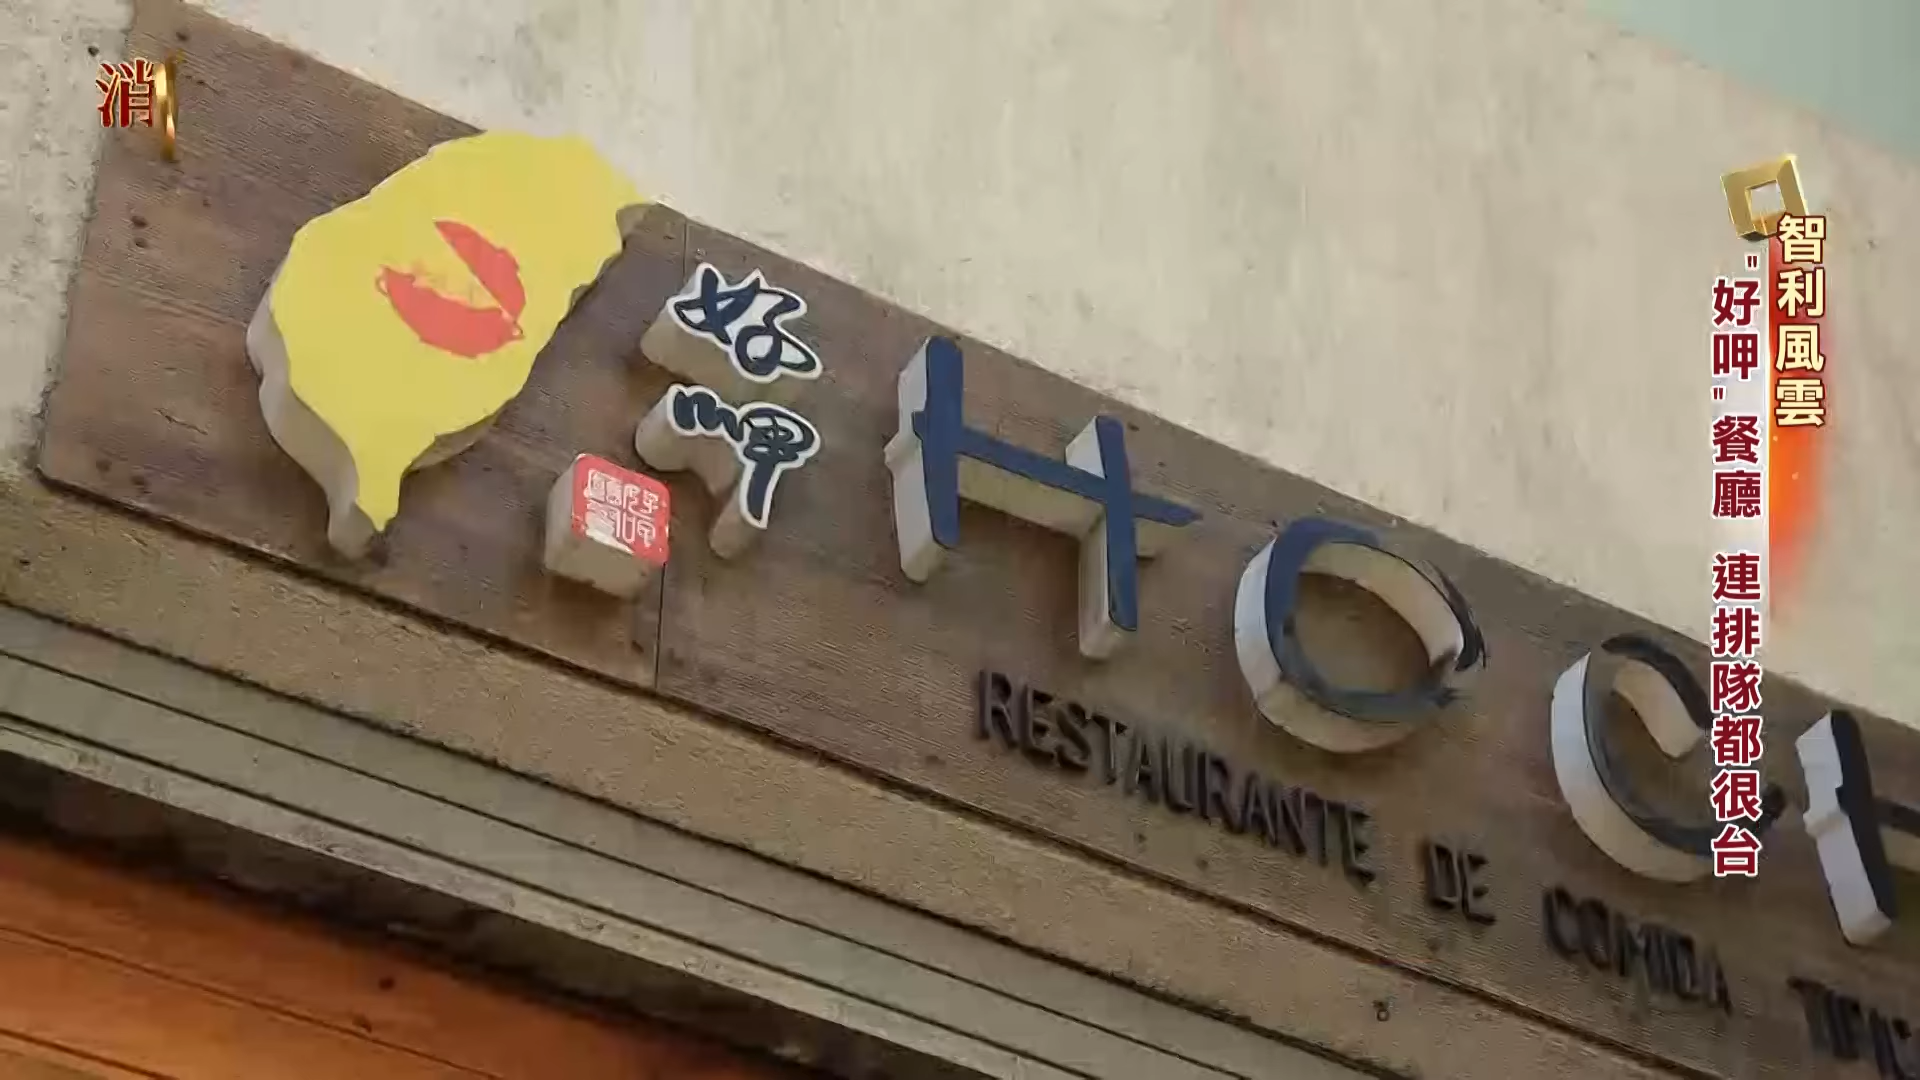 消
智利風雲
"好呷"餐廳 連排隊都很台
好呷
HOCH
RESTAURANTE DE COMIDA